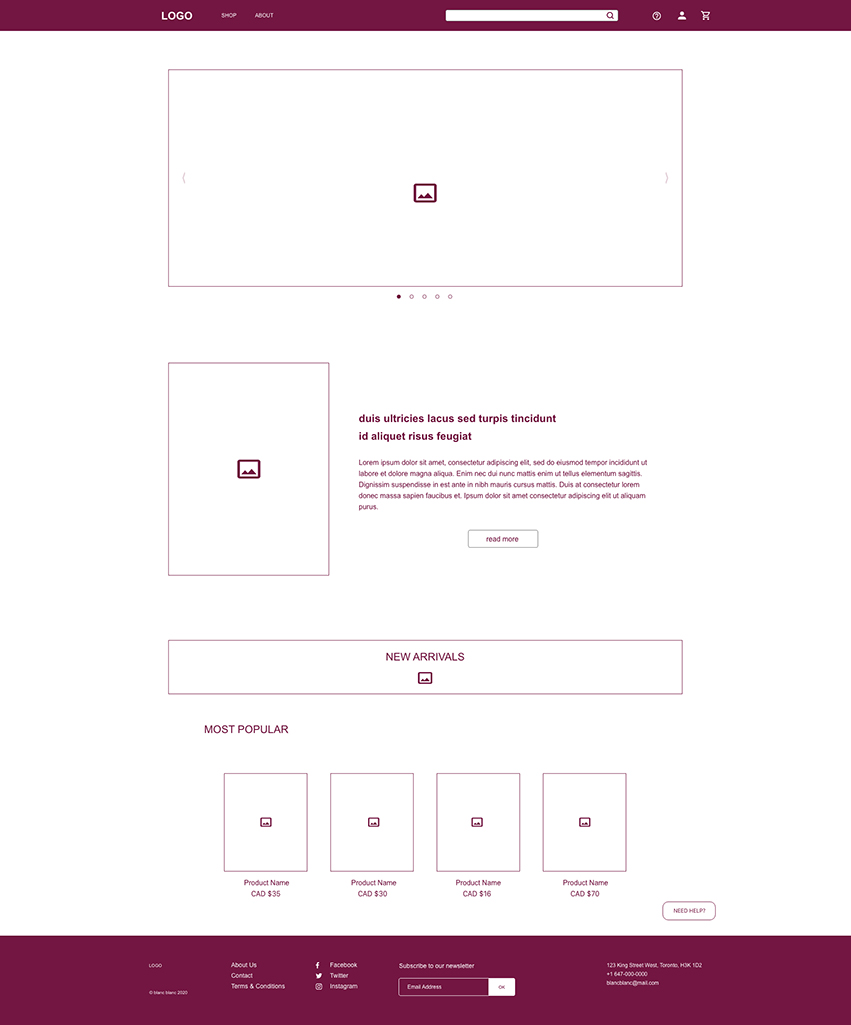 LOGO
SHOP
ABOUT
duis ultricies lacus sed turpis tincidunt
id aliquet risus feugiat
Lorem ipsum dolor sit amet, consectetur adipiscing elit, sed do eiusmod tempor incididunt ut
labore et dolore magna aliqua. Enim nec dui nunc mattis enim ut tellus elementum sagittis.
Dignissim suspendisse in est ante in nibh mauris cursus mattis. Duis at consectetur lorem
donec massa sapien faucibus et. Ipsum dolor sit amet consectetur adipiscing elit ut aliquam
purus.
read more
NEW ARRIVALS
MOST POPULAR
Product Name
CAD $35
Product Name
CAD $30
Product Name
CAD $16
Product Name
CAD $70
NEED HELP?
LOGO
© blanc blanc 2020
About Us
Contact
Terms & Conditions
Facebook
Twitter
Instagram
Subscribe to our newsletter
Email Address
OK
123 King Street West, Toronto, H3K 1D2
+1 647-000-0000
blancblanc@mail.com